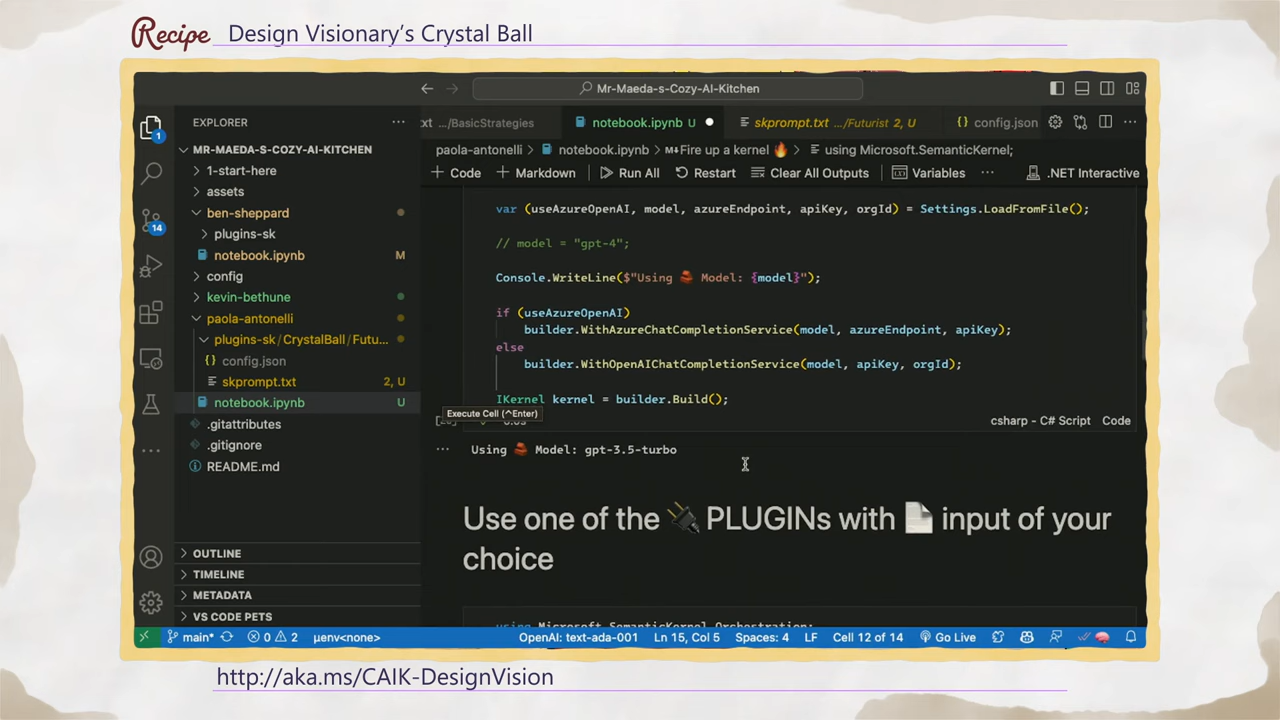 Recipe Design Visionary's Crystal Ball
Mr-Maeda-s-Cozy-AI-Kitchen
1
EXPLORER
xt .../BasicStrategies
notebook.ipynb U
skprompt.txt .../Futurist 2, U
config.json
MR-MAEDA-S-COZY-AI-KITCHEN
paola-antonelli > notebook.ipynb > M↓Fire up a kernel 🔥 > using Microsoft.SemanticKernel;
+ Code + Markdown Run All Restart Clear All Outputs Variables ... .NET Interactive
1-start-here
assets
ben-sheppard
plugins-sk
notebook.ipynb M
config
kevin-bethune
paola-antonelli
plugins-sk / CrystalBall / Futu...
config.json
skprompt.txt 2, U
notebook.ipynb U
.gitattributes
.gitignore
README.md
14
var (useAzureOpenAI, model, azureEndpoint, apiKey, orgId) = Settings.LoadFromFile();
// model = "gpt-4";
Console.WriteLine($"Using Model: {model}");
if (useAzureOpenAI)
builder.WithAzureChatCompletionService(model, azureEndpoint, apiKey);
else
builder.WithOpenAIChatCompletionService(model, apiKey, orgId);
IKernel kernel = builder.Build();
Execute Cell (^Enter)
csharp - C# Script Code
Using Model: gpt-3.5-turbo
Use one of the 🔌 PLUGINs with 📄 input of your
choice
using Microsoft.SemanticKernel.Orchestration;
OUTLINE
TIMELINE
METADATA
VS CODE PETS
main* 0 2 μenv<none> OpenAI: text-ada-001 Ln 15, Col 5 Spaces: 4 LF Cell 12 of 14 Go Live
http://aka.ms/CAIK-DesignVision